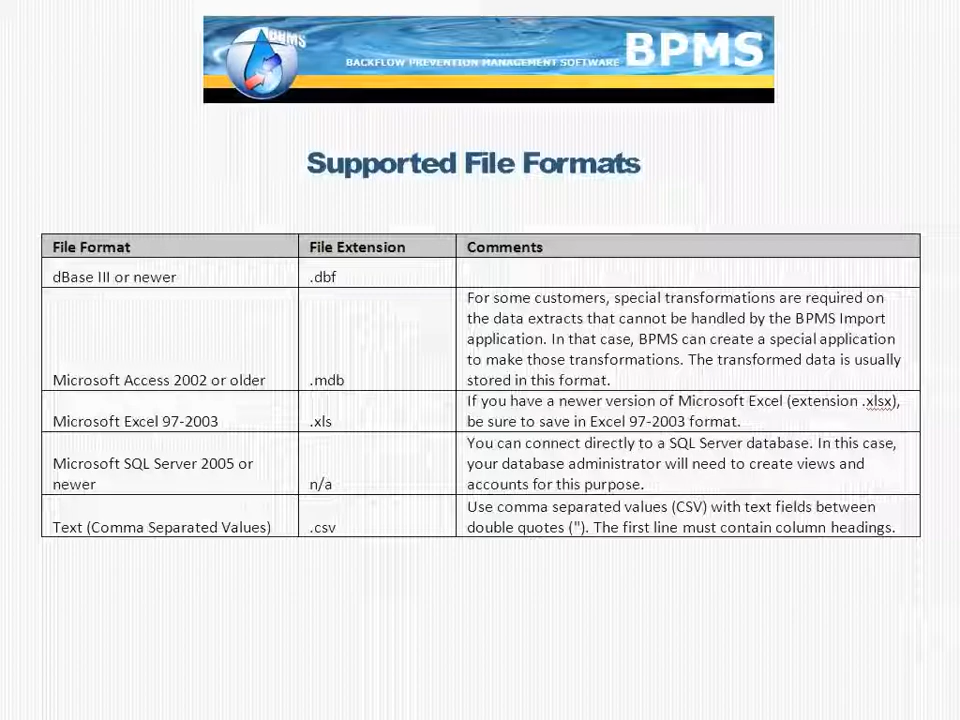 BPMS
BACKFLOW PREVENTION MANAGEMENT SOFTWARE BPMS
Supported File Formats
File Format File Extension Comments
dBase III or newer .dbf
For some customers, special transformations are required on
the data extracts that cannot be handled by the BPMS Import
application. In that case, BPMS can create a special application
to make those transformations. The transformed data is usually
Microsoft Access 2002 or older .mdb stored in this format.
If you have a newer version of Microsoft Excel (extension .xlsx),
Microsoft Excel 97-2003 .xls be sure to save in Excel 97-2003 format.
You can connect directly to a SQL Server database. In this case,
Microsoft SQL Server 2005 or your database administrator will need to create views and
newer n/a accounts for this purpose.
Use comma separated values (CSV) with text fields between
Text (Comma Separated Values) .csv double quotes ("). The first line must contain column headings.